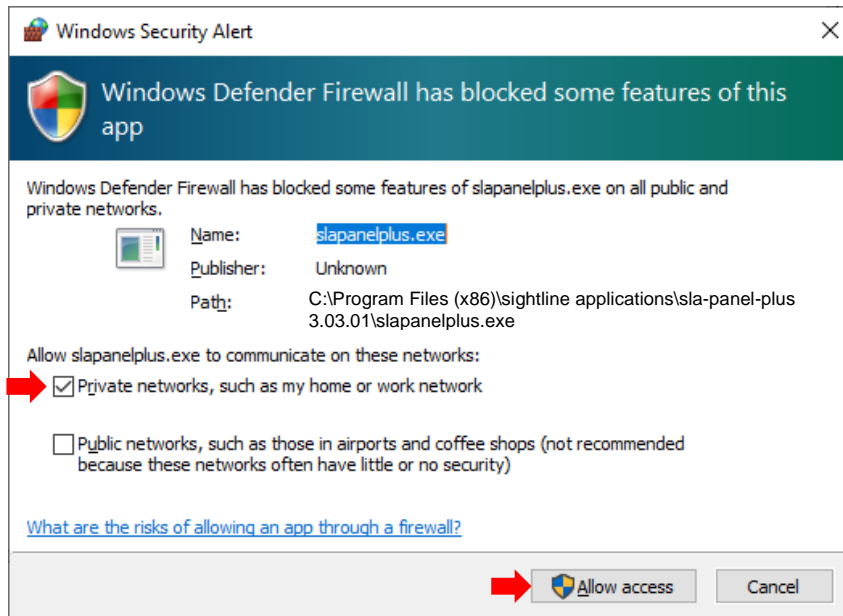 Windows Security Alert
Windows Defender Firewall has blocked some features of this
app
Windows Defender Firewall has blocked some features of slapanelplus.exe on all public and
private networks.
Name: slapanelplus.exe
Publisher: Unknown
Path: C:\Program Files (x86)\sightline applications\sla-panel-plus
3.03.01\slapanelplus.exe
Allow slapanelplus.exe to communicate on these networks:
Private networks, such as my home or work network
Public networks, such as those in airports and coffee shops (not recommended
because these networks often have little or no security)
What are the risks of allowing an app through a firewall?
Allow access Cancel